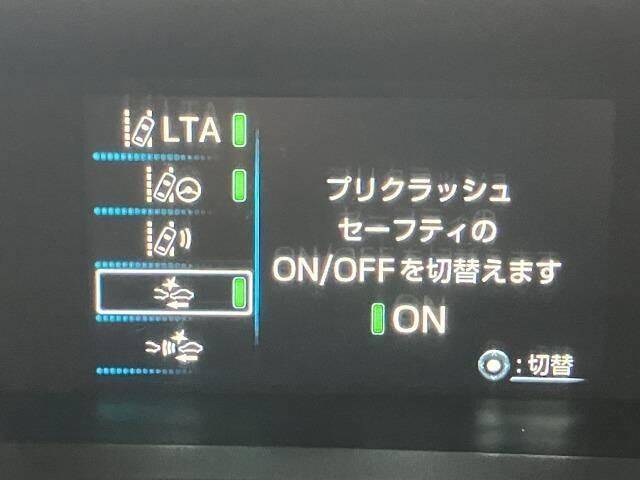 LTA
プリクラッシュ
セーフティの
ON/OFFを切替えます
ON
:切替